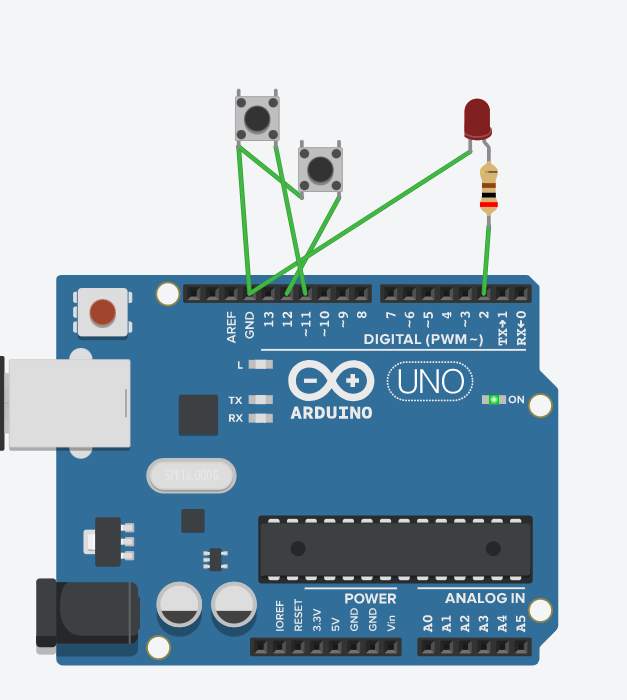 AREF
GND
13
12
~11
~10
~9
8
7
~6
~5
4
~3
2
TX→1
RX←0
DIGITAL (PWM~)
L
TX
RX
UNO
ARDUINO
ON
SPK16.000G
POWER
ANALOG IN
IOREF
RESET
3.3V
5V
GND
GND
Vin
A0
A1
A2
A3
A4
A5